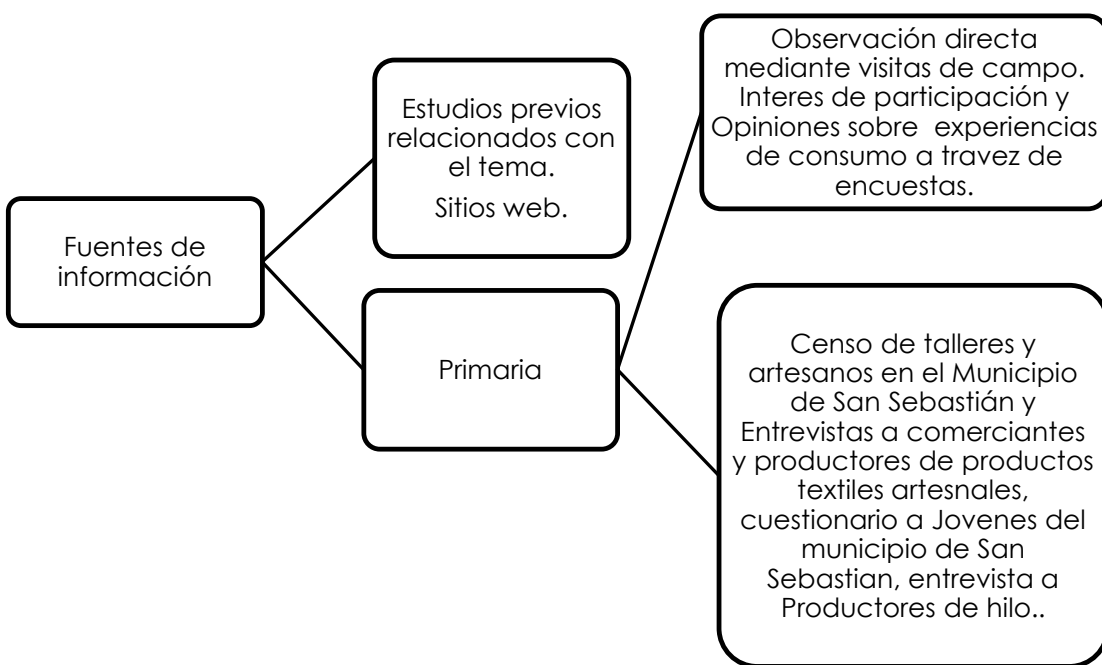 Fuentes de
información
Estudios previos
relacionados con
el tema.
Sitios web.
Primaria
Observación directa
mediante visitas de campo.
Interes de participación y
Opiniones sobre experiencias
de consumo a travez de
encuestas.
Censo de talleres y
artesanos en el Municipio
de San Sebastián y
Entrevistas a comerciantes
y productores de productos
textiles artesnales,
cuestionario a Jovenes del
municipio de San
Sebastian, entrevista a
Productores de hilo..